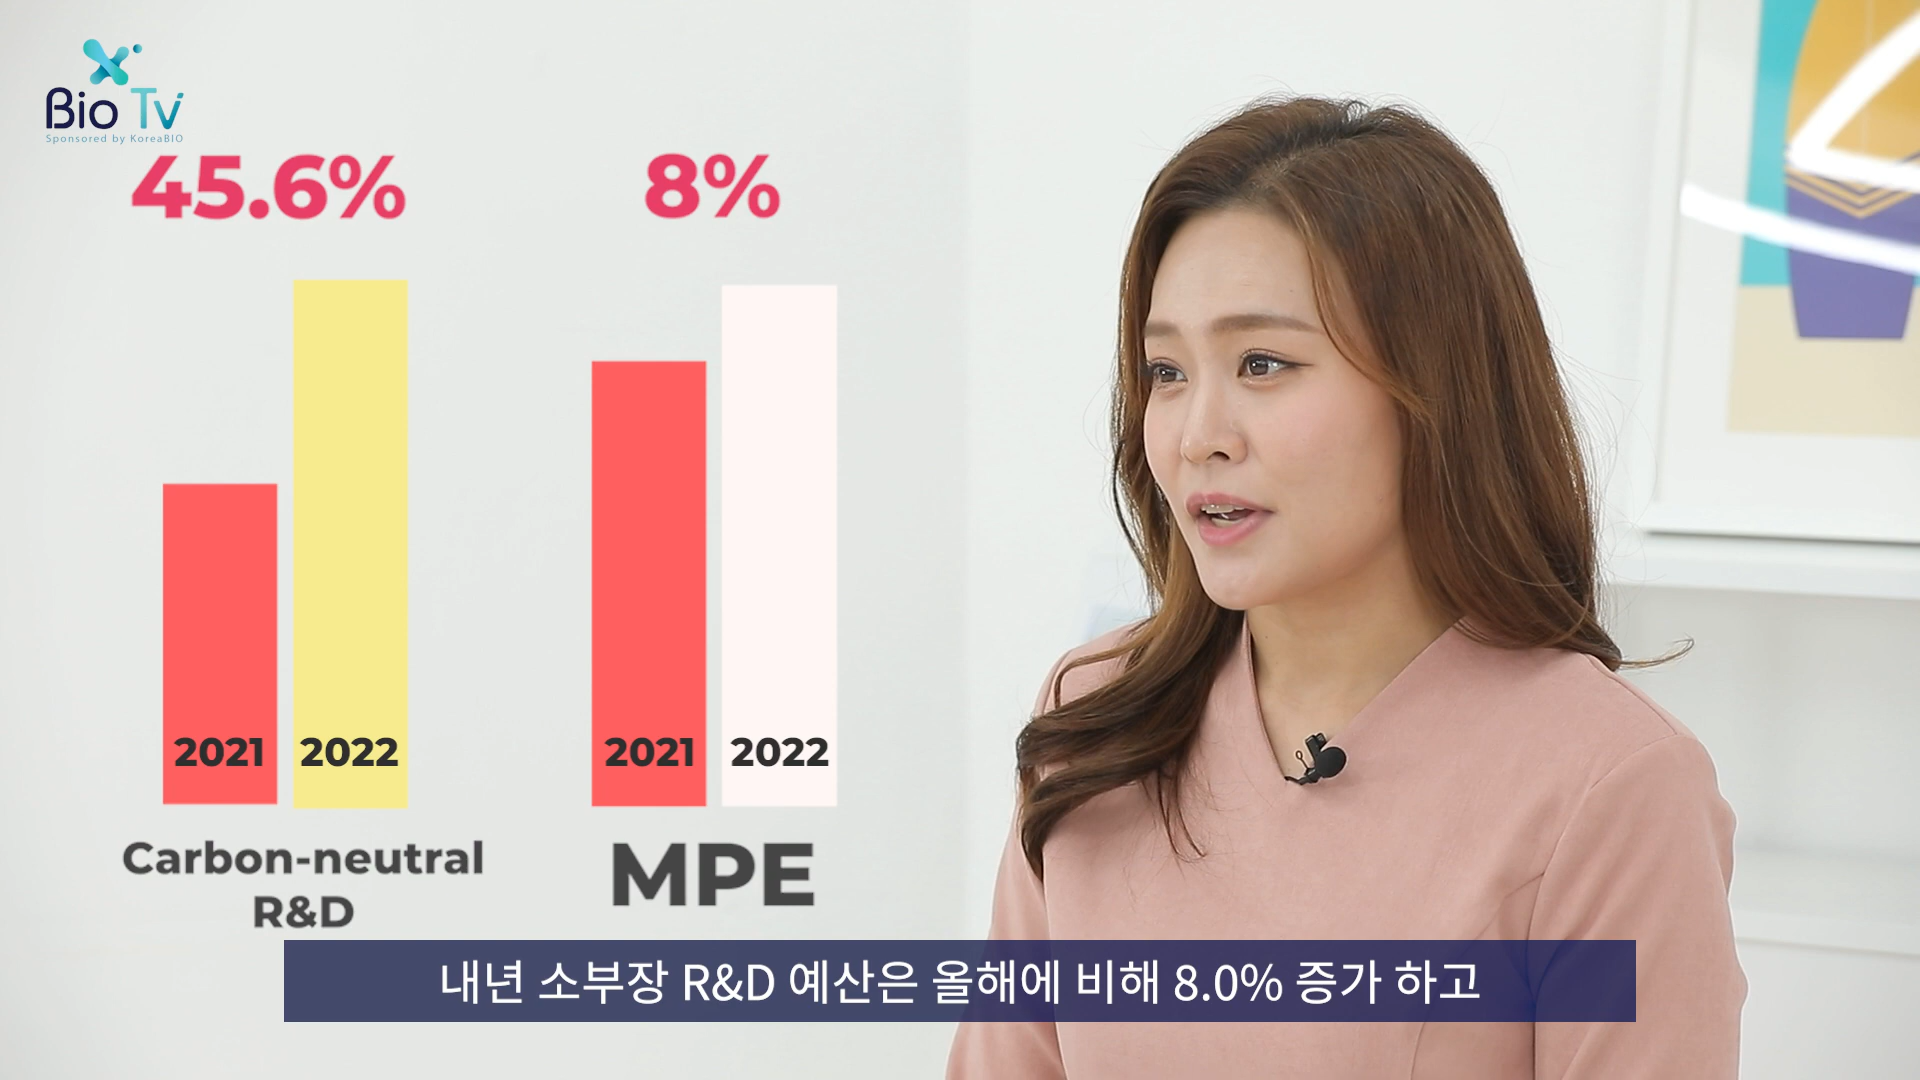 Bio Tv
Sponsored by KoreaBIO
45.6%
8%
2021 2022
2021 2022
Carbon-neutral
R&D
MPE
내년 소부장 R&D 예산은 올해에 비해 8.0% 증가 하고